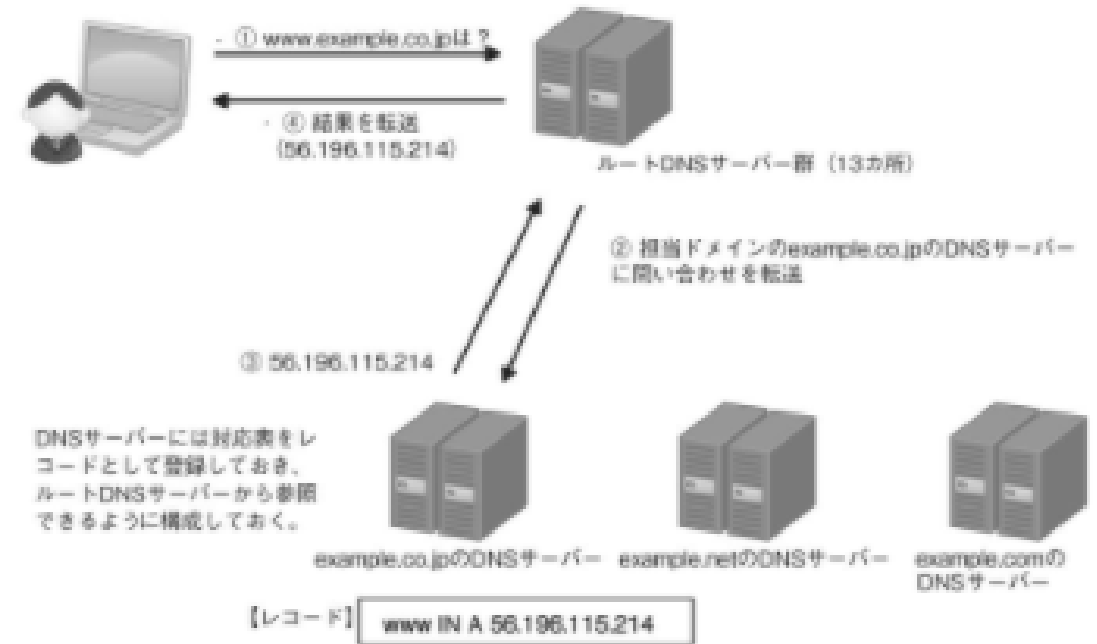 ① www.example.co.jpは？
④ 結果を転送
(56.196.115.214)
ルートDNSサーバー群（13カ所）
② 担当ドメインのexample.co.jpのDNSサーバー
に問い合わせを転送
③ 56.196.115.214
DNSサーバーには対応表をレ
コードとして登録しておき、
ルートDNSサーバーから参照
できるように構成しておく。
example.co.jpのDNSサーバー
example.netのDNSサーバー
example.comの
DNSサーバー
【レコード】
www IN A 56.196.115.214